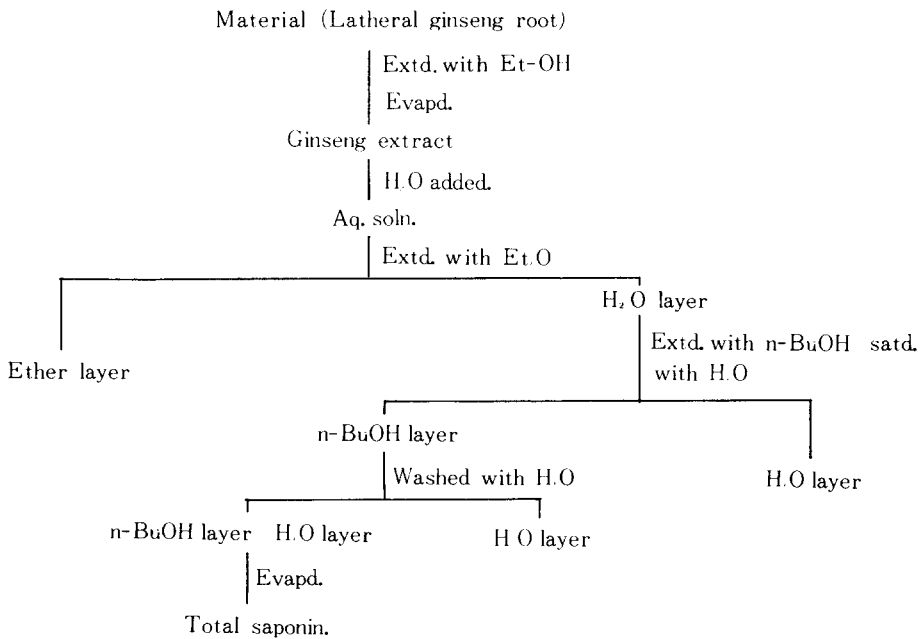 Material (Latheral ginseng root)
Extd. with Et-OH
Evapd.
Ginseng extract
H.O added.
Aq. soln.
Extd. with Et.O
H₂O layer
Extd. with n-BuOH satd.
with H.O
Ether layer
n-BuOH layer
Washed with H.O
H.O layer
n-BuOH layer H.O layer H O layer
Evapd.
Total saponin.